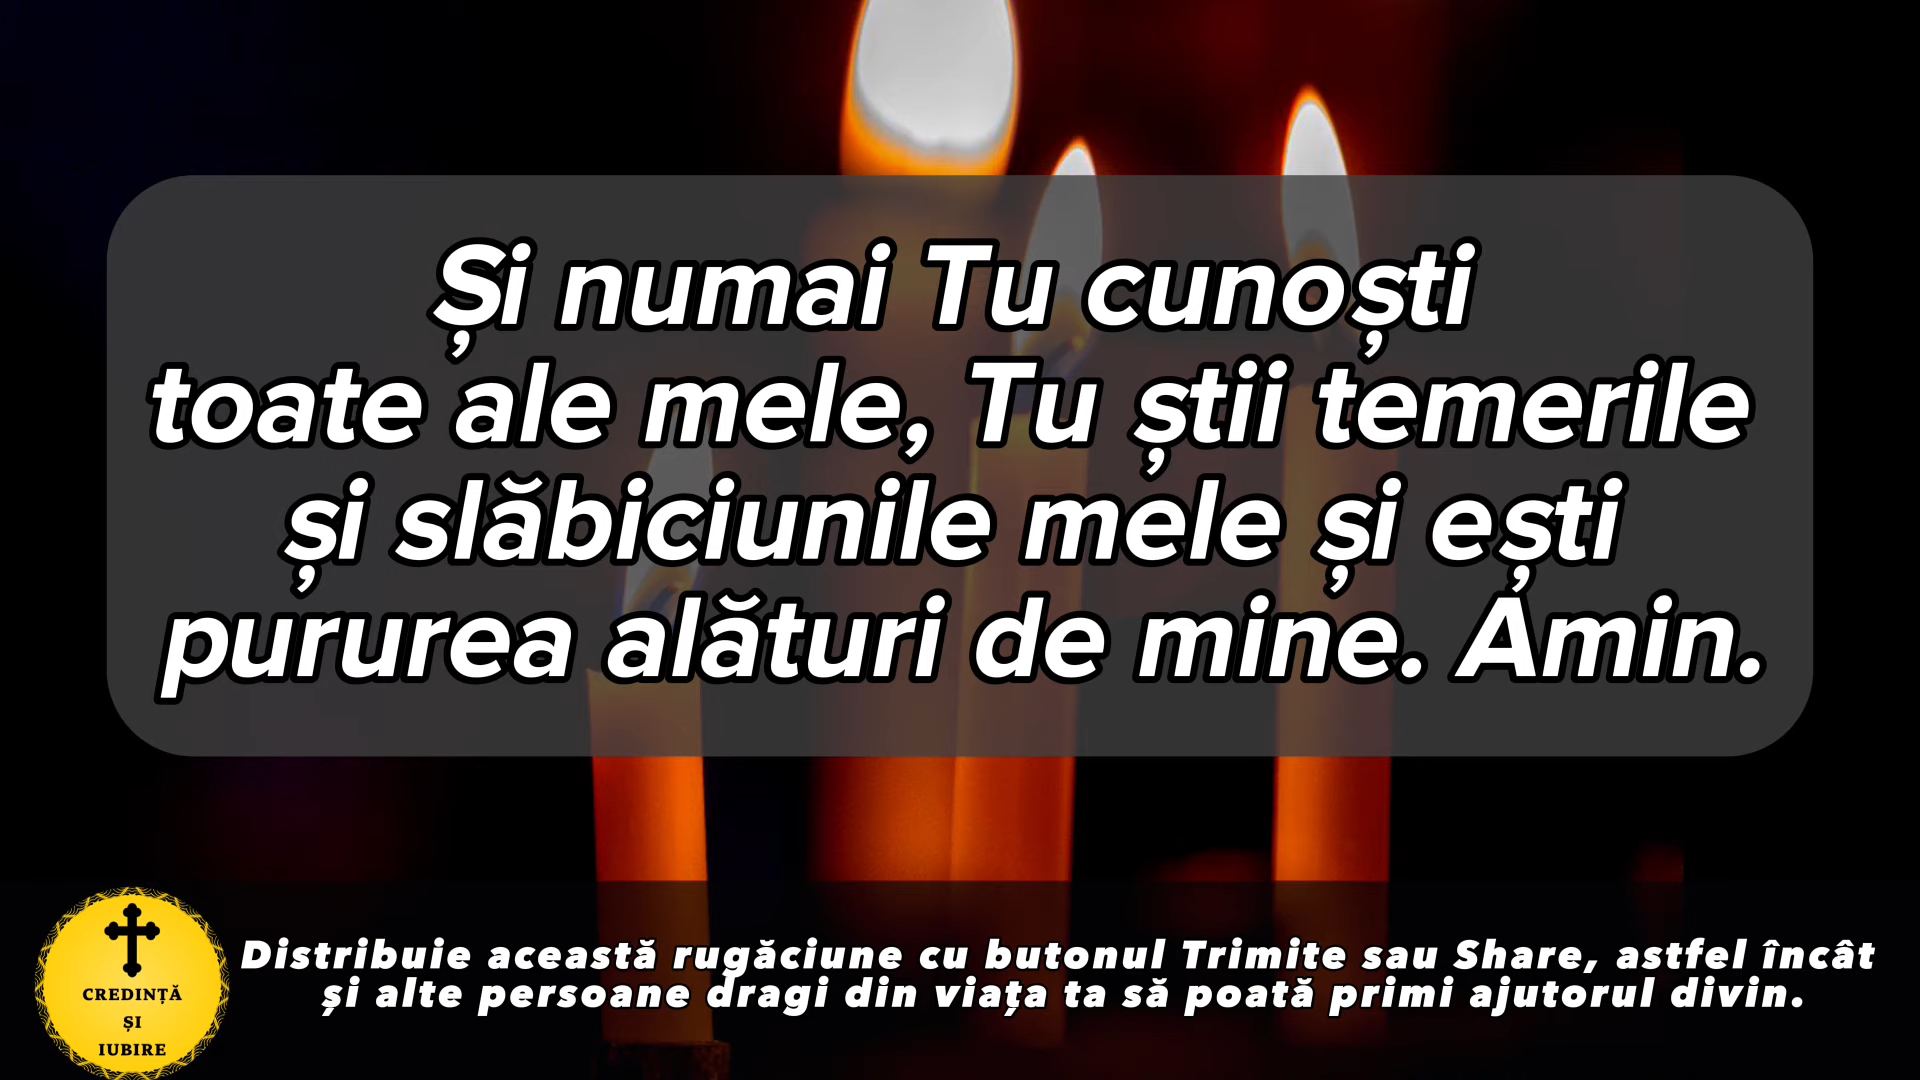 Și numai Tu cunoști
toate ale mele, Tu știi temerile
și slăbiciunile mele și ești
pururea alături de mine. Amin.
Distribuie această rugăciune cu butonul Trimite sau Share, astfel încât
și alte persoane dragi din viața ta să poată primi ajutorul divin.
CREDINȚĂ
ȘI
IUBIRE